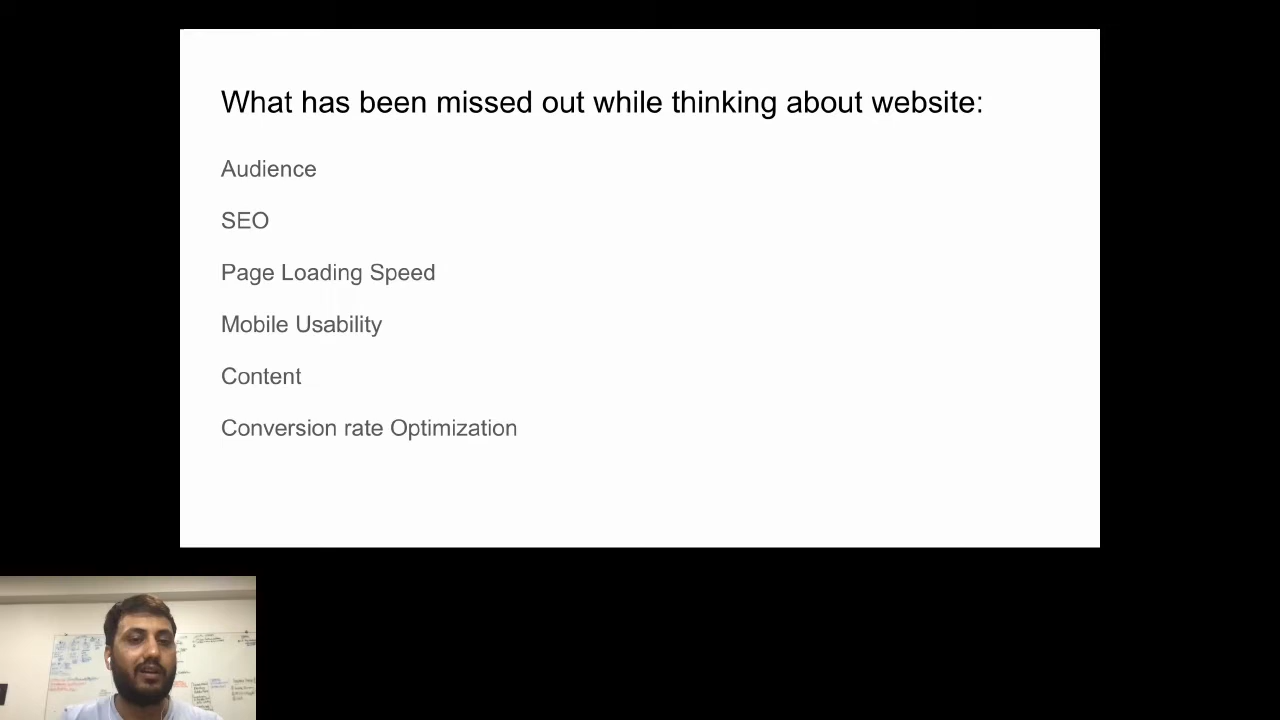 What has been missed out while thinking about website:
Audience
SEO
Page Loading Speed
Mobile Usability
Content
Conversion rate Optimization